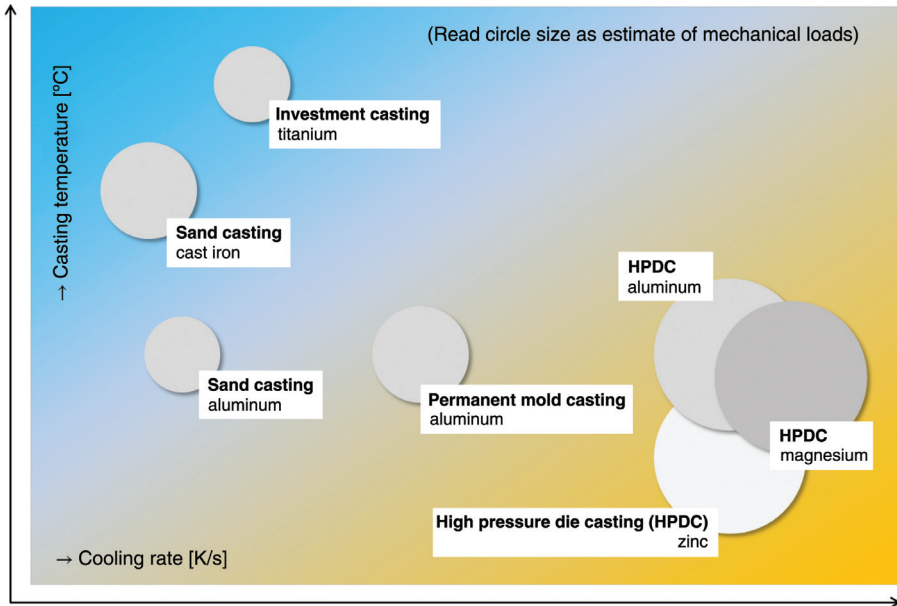 (Read circle size as estimate of mechanical loads)
→ Casting temperature [ºC]
Investment casting
titanium
Sand casting
cast iron
HPDC
aluminum
Sand casting
aluminum
Permanent mold casting
aluminum
HPDC
magnesium
High pressure die casting (HPDC)
zinc
→ Cooling rate [K/s]